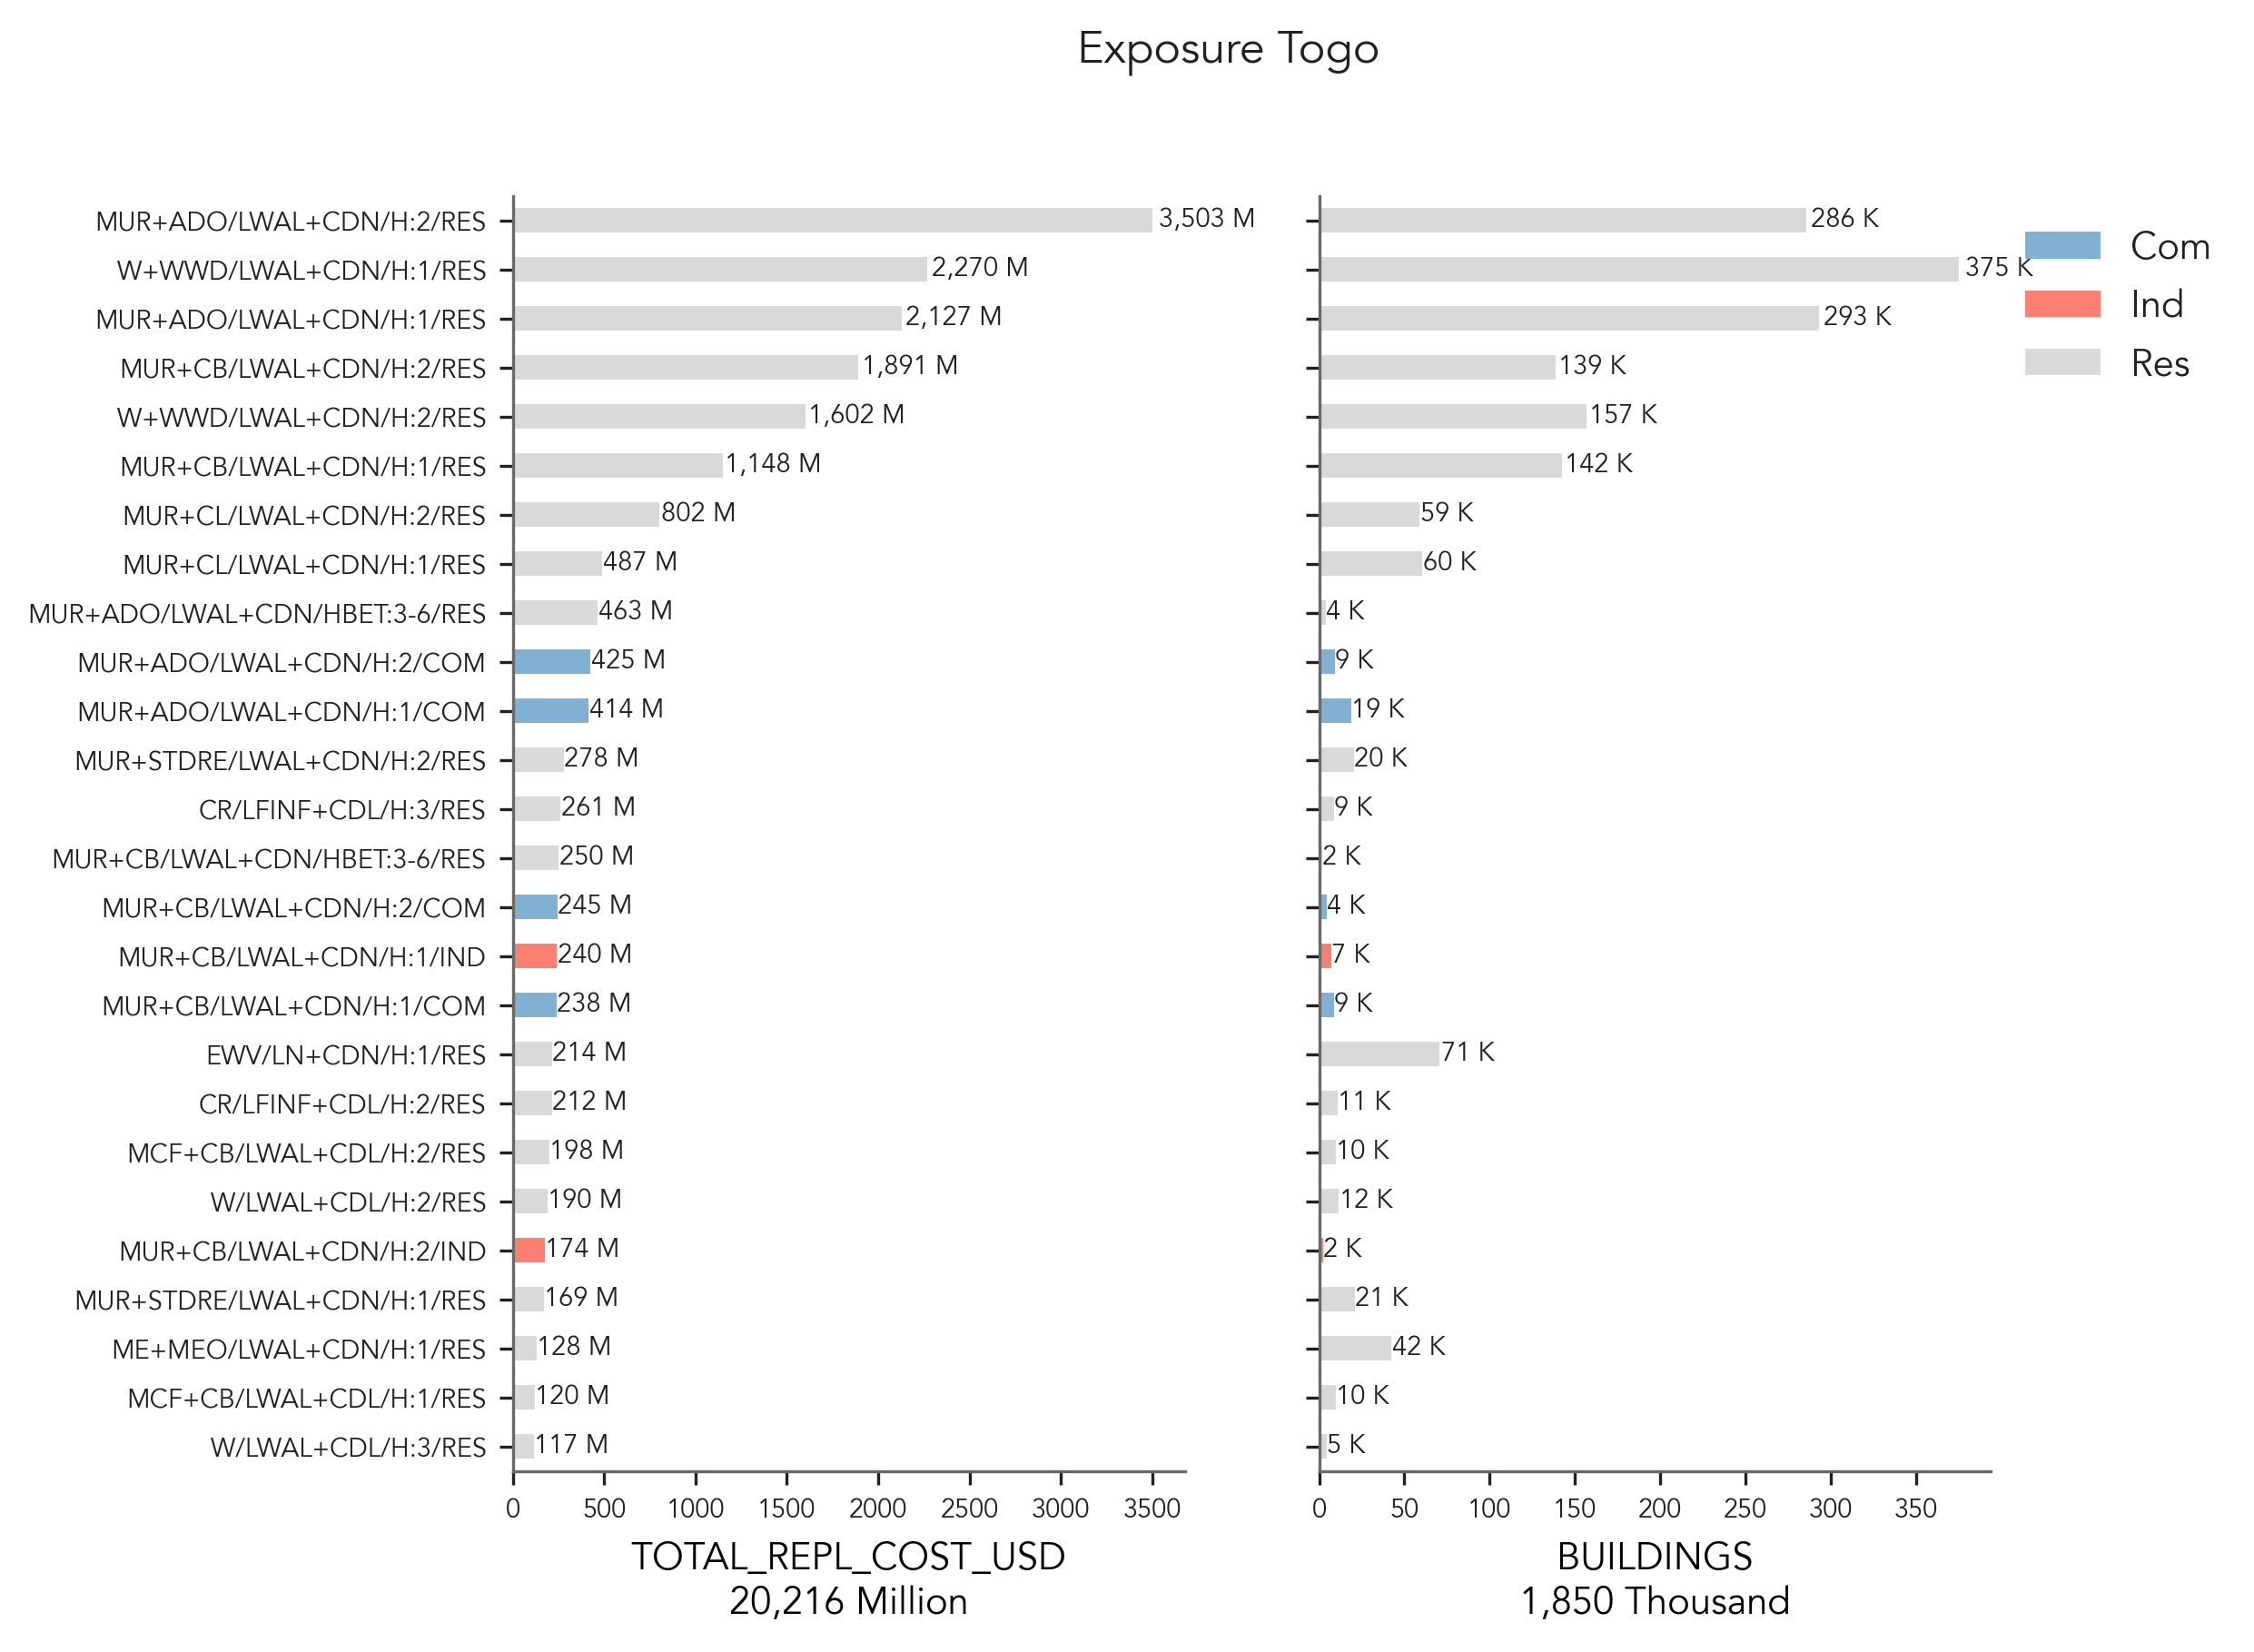 Exposure Togo
MUR+ADO/LWAL+CDN/H:2/RES 3,503 M 286 K
W+WWD/LWAL+CDN/H:1/RES 2,270 M 375 K
MUR+ADO/LWAL+CDN/H:1/RES 2,127 M 293 K
MUR+CB/LWAL+CDN/H:2/RES 1,891 M 139 K
W+WWD/LWAL+CDN/H:2/RES 1,602 M 157 K
MUR+CB/LWAL+CDN/H:1/RES 1,148 M 142 K
MUR+CL/LWAL+CDN/H:2/RES 802 M 59 K
MUR+CL/LWAL+CDN/H:1/RES 487 M 60 K
MUR+ADO/LWAL+CDN/HBET:3-6/RES 463 M 4 K
MUR+ADO/LWAL+CDN/H:2/COM 425 M 9 K
MUR+ADO/LWAL+CDN/H:1/COM 414 M 19 K
MUR+STDRE/LWAL+CDN/H:2/RES 278 M 20 K
CR/LFINF+CDL/H:3/RES 261 M 9 K
MUR+CB/LWAL+CDN/HBET:3-6/RES 250 M 2 K
MUR+CB/LWAL+CDN/H:2/COM 245 M 4 K
MUR+CB/LWAL+CDN/H:1/IND 240 M 7 K
MUR+CB/LWAL+CDN/H:1/COM 238 M 9 K
EWV/LN+CDN/H:1/RES 214 M 71 K
CR/LFINF+CDL/H:2/RES 212 M 11 K
MCF+CB/LWAL+CDL/H:2/RES 198 M 10 K
W/LWAL+CDL/H:2/RES 190 M 12 K
MUR+CB/LWAL+CDN/H:2/IND 174 M 2 K
MUR+STDRE/LWAL+CDN/H:1/RES 169 M 21 K
ME+MEO/LWAL+CDN/H:1/RES 128 M 42 K
MCF+CB/LWAL+CDL/H:1/RES 120 M 10 K
W/LWAL+CDL/H:3/RES 117 M 5 K
0 500 1000 1500 2000 2500 3000 3500
TOTAL_REPL_COST_USD
20,216 Million
0 50 100 150 200 250 300 350
BUILDINGS
1,850 Thousand
Com
Ind
Res